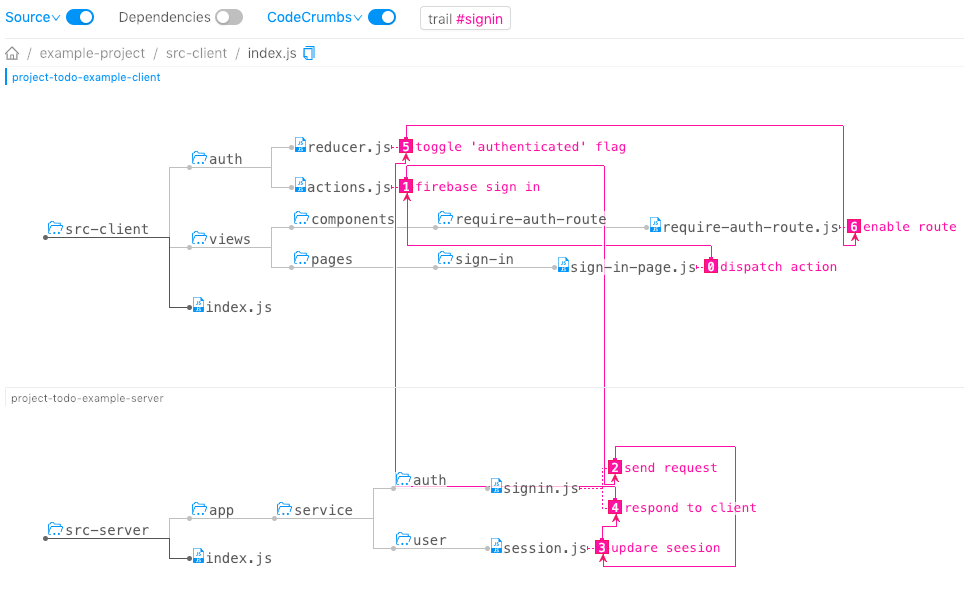 Source Dependencies CodeCrumbs trail #signin
/ example-project / src-client / index.js
project-todo-example-client
reducer.js 5 toggle 'authenticated' flag
auth
actions.js 1 firebase sign in
components require-auth-route
src-client require-auth-route.js 6 enable route
views
pages sign-in
sign-in-page.js 0 dispatch action
index.js
project-todo-example-server
2 send request
auth
signin.js
4 respond to client
app service
src-server
user
session.js 3 updare seesion
index.js